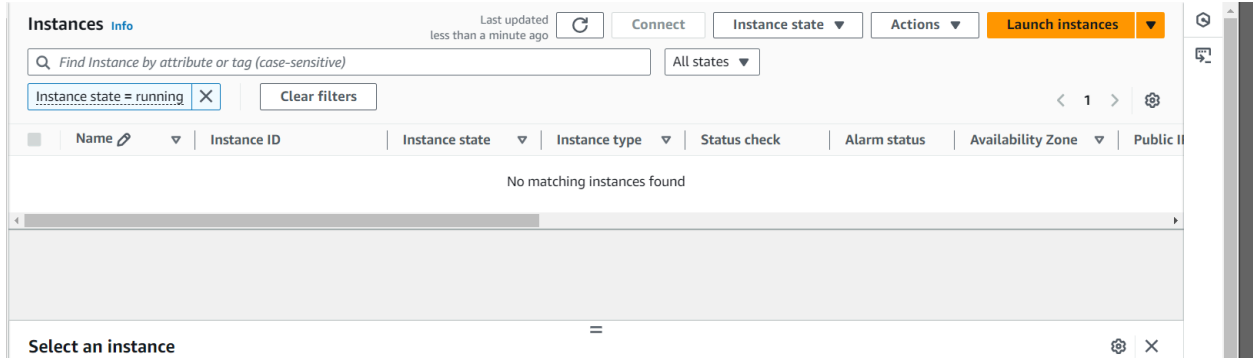 Instances Info
Last updated
less than a minute ago
Connect
Instance state
Actions
Launch instances
Find Instance by attribute or tag (case-sensitive)
All states
Instance state = running
Clear filters
1
Name
Instance ID
Instance state
Instance type
Status check
Alarm status
Availability Zone
Public
No matching instances found
Select an instance